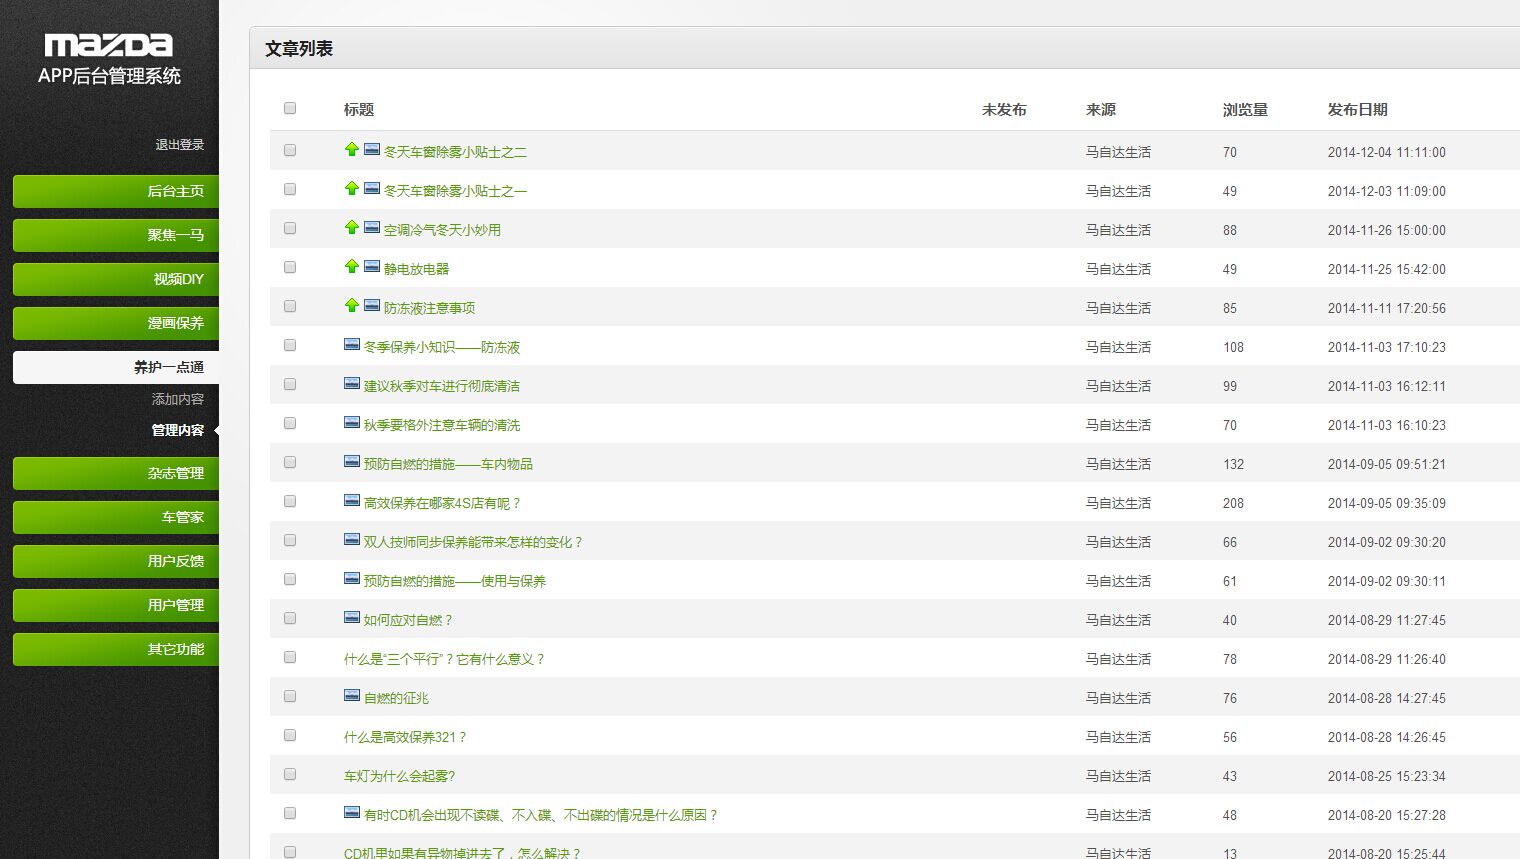 mazda
APP后台管理系统
退出登录
后台主页
聚焦一马
视频DIY
漫画保养
养护一点通
添加内容
管理内容
杂志管理
车管家
用户反馈
用户管理
其它功能
文章列表
标题 未发布 来源 浏览量 发布日期
冬天车窗除雾小贴士之二 马自达生活 70 2014-12-04 11:11:00
冬天车窗除雾小贴士之一 马自达生活 49 2014-12-03 11:09:00
空调冷气冬天小妙用 马自达生活 88 2014-11-26 15:00:00
静电放电器 马自达生活 49 2014-11-25 15:42:00
防冻液注意事项 马自达生活 85 2014-11-11 17:20:56
冬季保养小知识——防冻液 马自达生活 108 2014-11-03 17:10:23
建议秋季对车进行彻底清洁 马自达生活 99 2014-11-03 16:12:11
秋季要格外注意车辆的清洗 马自达生活 70 2014-11-03 16:10:23
预防自燃的措施——车内物品 马自达生活 132 2014-09-05 09:51:21
高效保养在哪家4S店有呢？ 马自达生活 208 2014-09-05 09:35:09
双人技师同步保养能带来怎样的变化？ 马自达生活 66 2014-09-02 09:30:20
预防自燃的措施——使用与保养 马自达生活 61 2014-09-02 09:30:11
如何应对自燃？ 马自达生活 40 2014-08-29 11:27:45
什么是“三个平行”？它有什么意义？ 马自达生活 78 2014-08-29 11:26:40
自燃的征兆 马自达生活 76 2014-08-28 14:27:45
什么是高效保养321？ 马自达生活 56 2014-08-28 14:26:45
车灯为什么会起雾? 马自达生活 43 2014-08-25 15:23:34
有时CD机会出现不读碟、不入碟、不出碟的情况是什么原因？ 马自达生活 48 2014-08-20 15:27:28
CD机里如果有异物掉进去了，怎么解决？ 马自达生活 13 2014-08-20 15:25:44